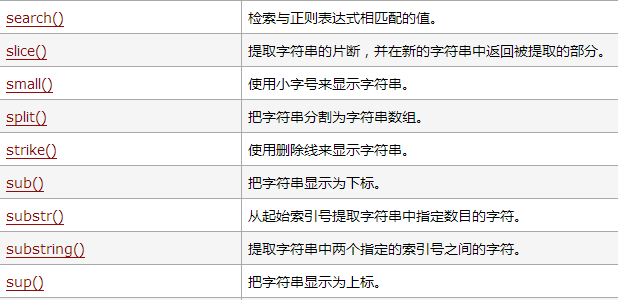 search() 检索与正则表达式相匹配的值。
slice() 提取字符串的片断，并在新的字符串中返回被提取的部分。
small() 使用小字号来显示字符串。
split() 把字符串分割为字符串数组。
strike() 使用删除线来显示字符串。
sub() 把字符串显示为下标。
substr() 从起始索引号提取字符串中指定数目的字符。
substring() 提取字符串中两个指定的索引号之间的字符。
sup() 把字符串显示为上标。